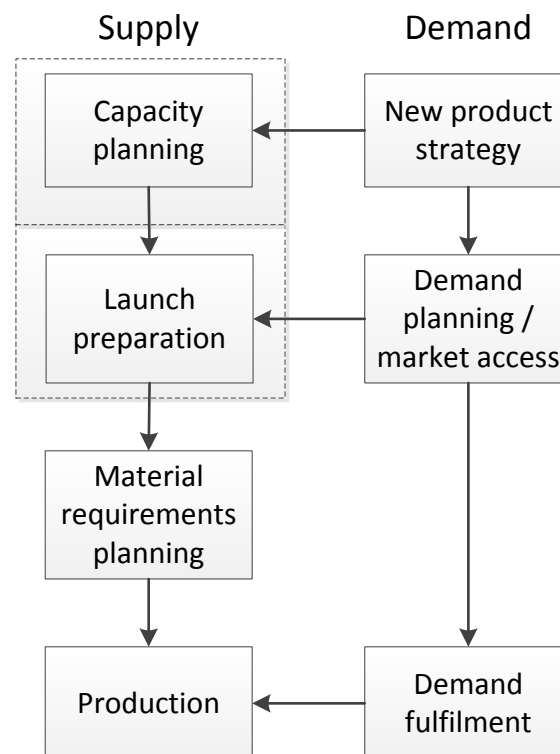 Supply
Demand
Capacity
planning
New product
strategy
Launch
preparation
Demand
planning /
market access
Material
requirements
planning
Production
Demand
fulfilment